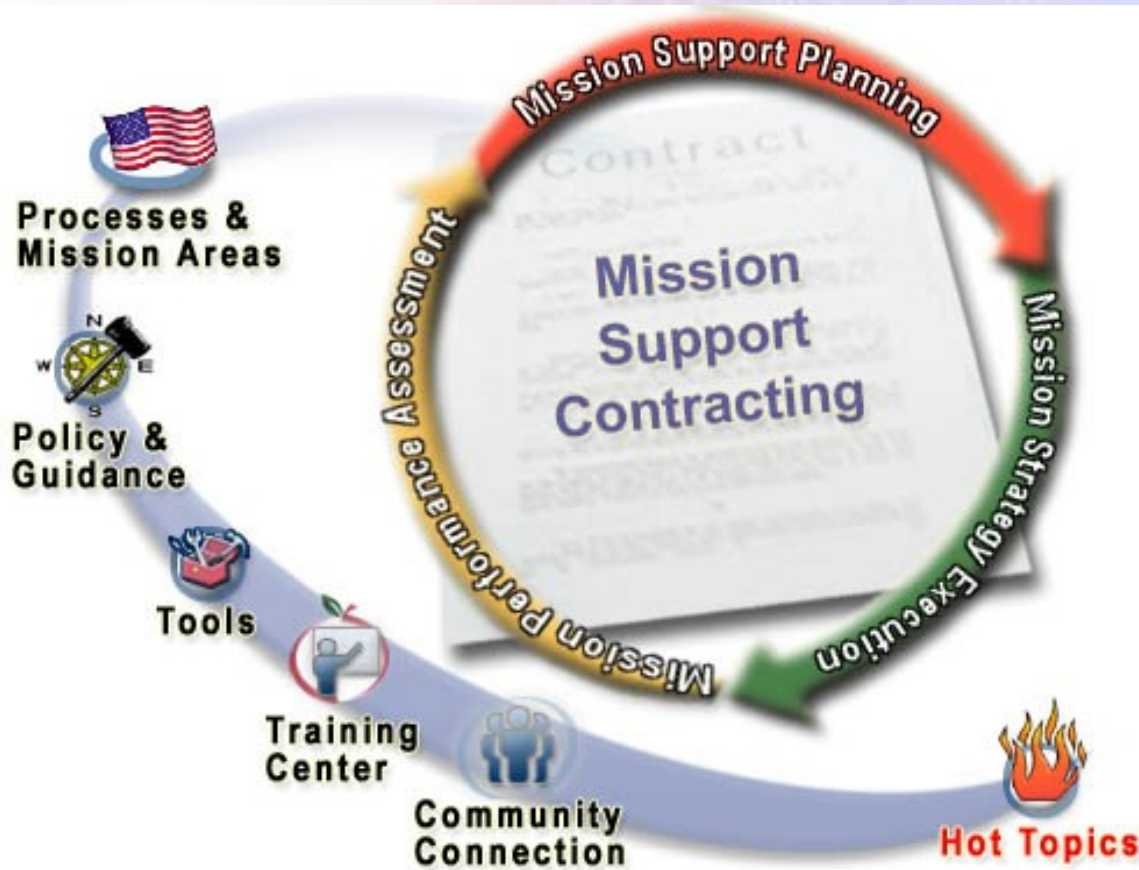 Mission Support Planning
Contract
Mission
Support
Contracting
Mission Strategy Execution
Mission Performance Assessment
Processes &
Mission Areas
N
W
E
S
Policy &
Guidance
Tools
Training
Center
Community
Connection
Hot Topics